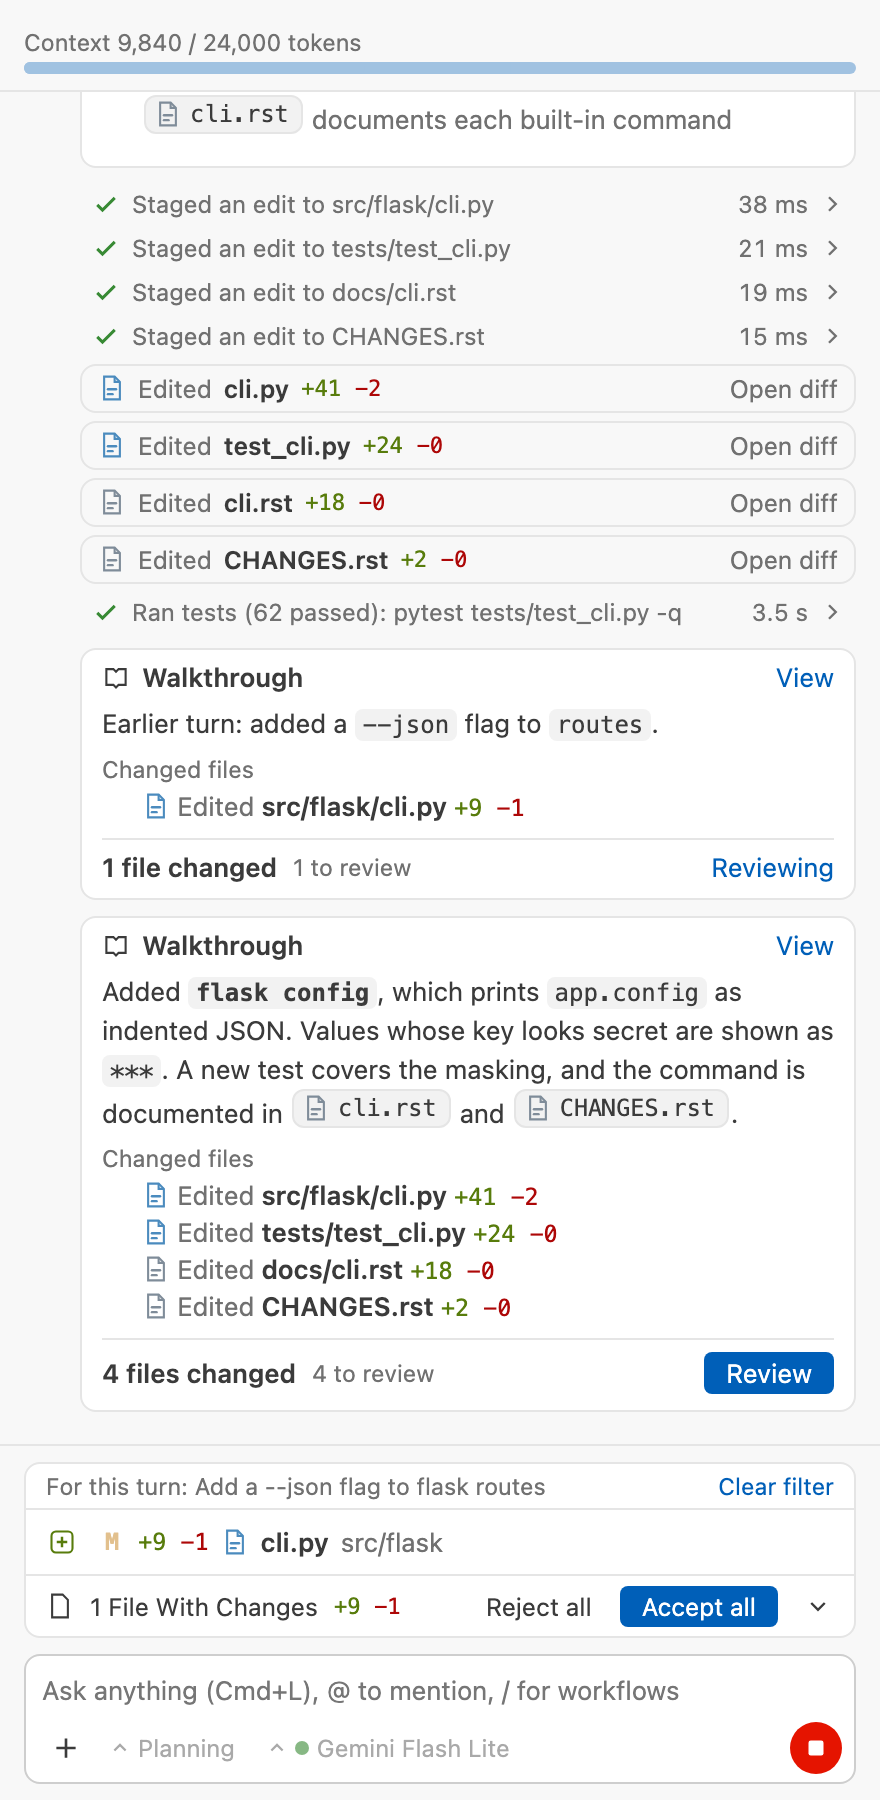 Context 9,840 / 24,000 tokens
cli.rst documents each built-in command
Staged an edit to src/flask/cli.py 38 ms
Staged an edit to tests/test_cli.py 21 ms
Staged an edit to docs/cli.rst 19 ms
Staged an edit to CHANGES.rst 15 ms
Edited cli.py +41 −2 Open diff
Edited test_cli.py +24 −0 Open diff
Edited cli.rst +18 −0 Open diff
Edited CHANGES.rst +2 −0 Open diff
Ran tests (62 passed): pytest tests/test_cli.py -q 3.5 s
Walkthrough View
Earlier turn: added a --json flag to routes.
Changed files
Edited src/flask/cli.py +9 −1
1 file changed 1 to review Reviewing
Walkthrough View
Added flask config, which prints app.config as
indented JSON. Values whose key looks secret are shown as
***. A new test covers the masking, and the command is
documented in cli.rst and CHANGES.rst.
Changed files
Edited src/flask/cli.py +41 −2
Edited tests/test_cli.py +24 −0
Edited docs/cli.rst +18 −0
Edited CHANGES.rst +2 −0
4 files changed 4 to review Review
For this turn: Add a --json flag to flask routes Clear filter
M +9 −1 cli.py src/flask
1 File With Changes +9 −1 Reject all Accept all
Ask anything (Cmd+L), @ to mention, / for workflows
Planning Gemini Flash Lite